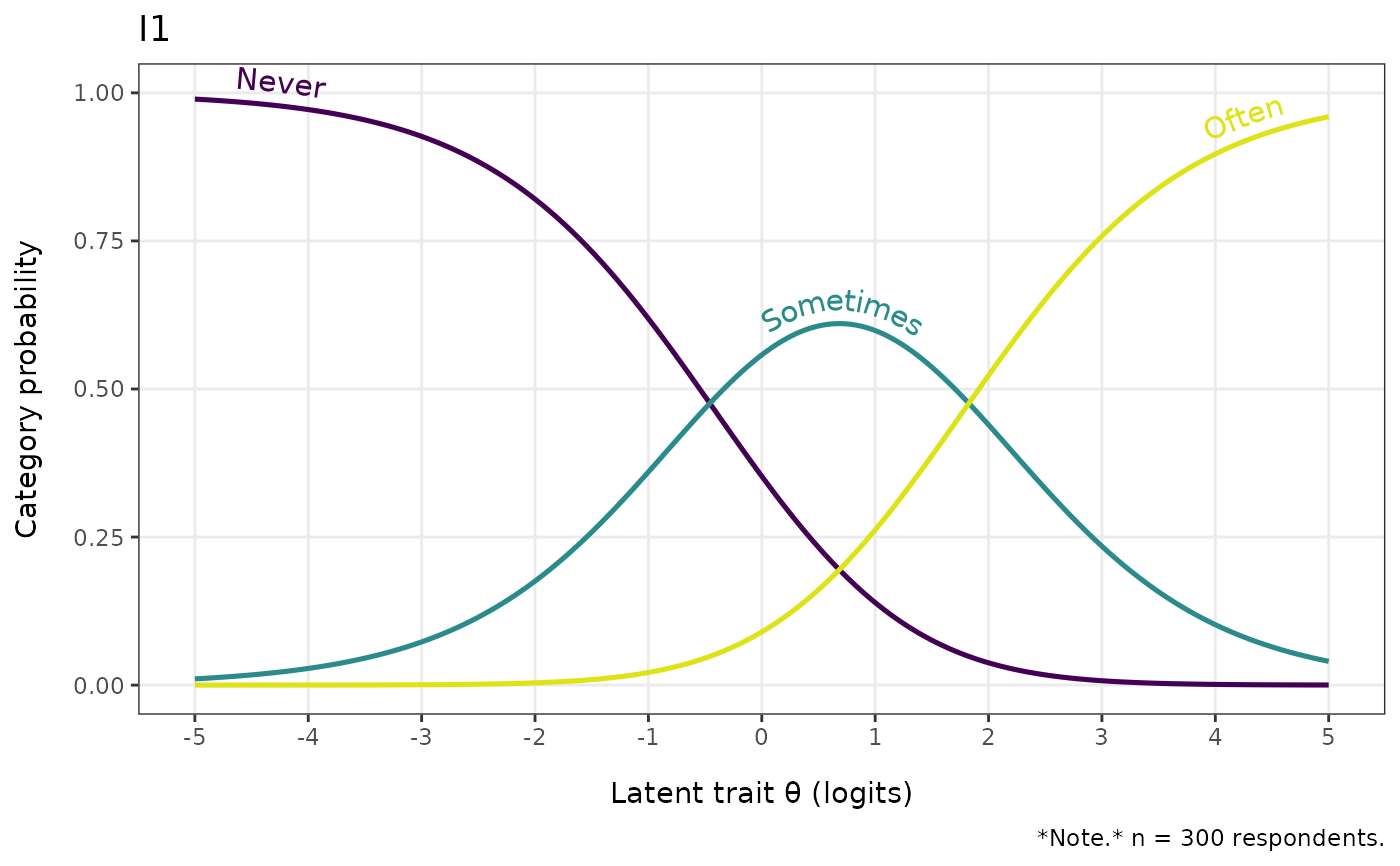 I1
Never
Often
Sometimes
Category probability
1.00
0.75
0.50
0.25
0.00
-5 -4 -3 -2 -1 0 1 2 3 4 5
Latent trait θ (logits)
*Note.* n = 300 respondents.